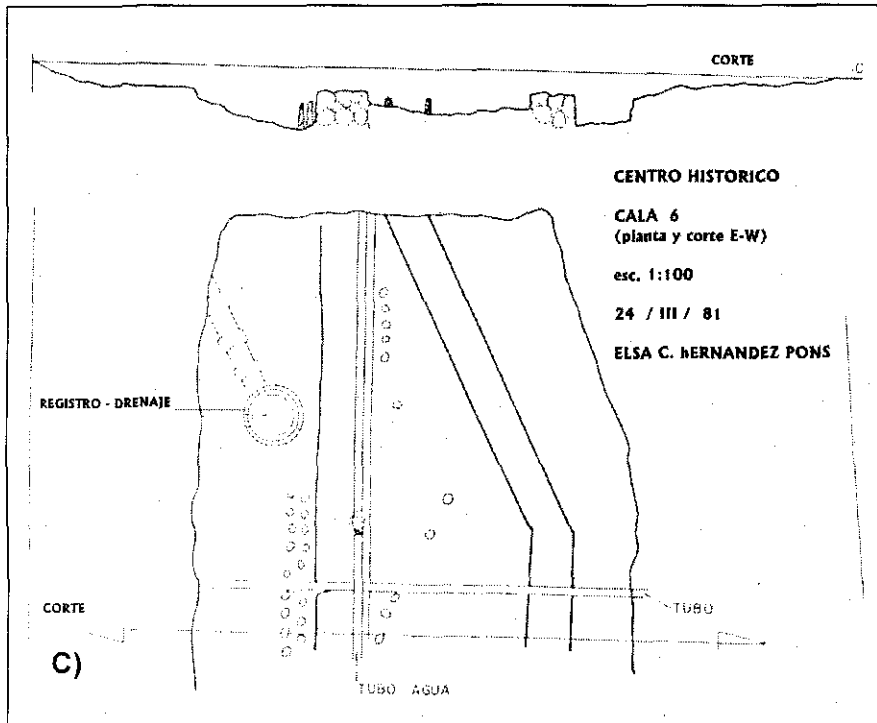 CORTE
CENTRO HISTORICO
CALA 6
(planta y corte E-W)
esc. 1:100
24 / III / 81
ELSA C. hERNANDEZ PONS
REGISTRO - DRENAJE
CORTE
TUBO
C)
TUBO AGUA